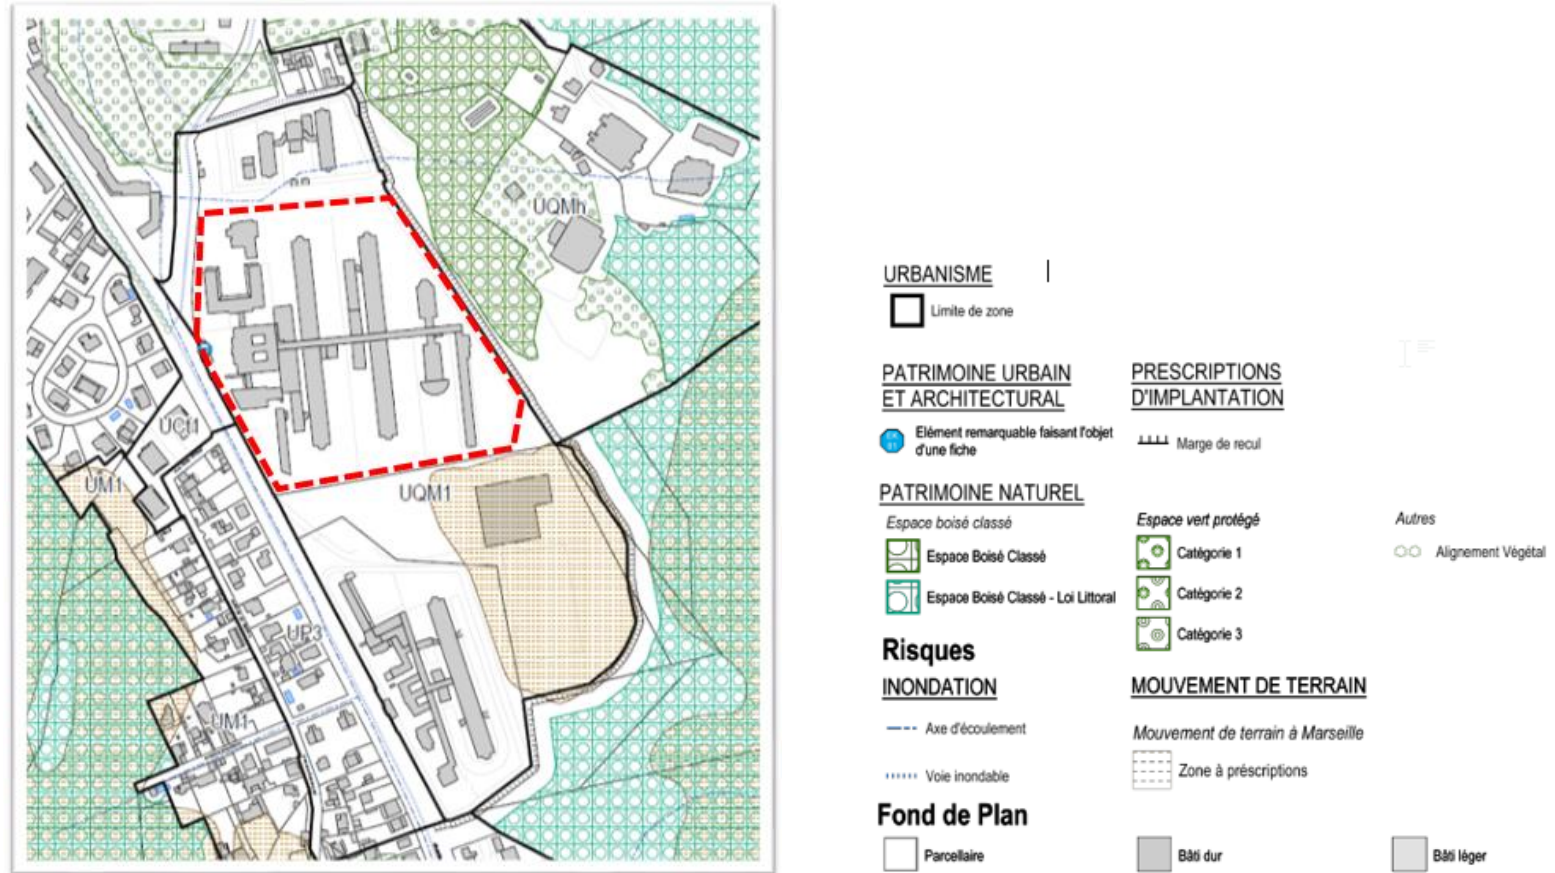 UQMh
UCt1
UM1
UQM1
UP3
UM1
URBANISME
Limite de zone
PATRIMOINE URBAIN
ET ARCHITECTURAL
Elément remarquable faisant l'objet
d'une fiche
PRESCRIPTIONS
D'IMPLANTATION
Marge de recul
PATRIMOINE NATUREL
Espace boisé classé
Espace Boisé Classé
Espace Boisé Classé - Loi Littoral
Espace vert protégé
Catégorie 1
Catégorie 2
Catégorie 3
Autres
Alignement Végétal
Risques
INONDATION
Axe d'écoulement
Voie inondable
MOUVEMENT DE TERRAIN
Mouvement de terrain à Marseille
Zone à préscriptions
Fond de Plan
Parcellaire
Bâti dur
Bâti léger